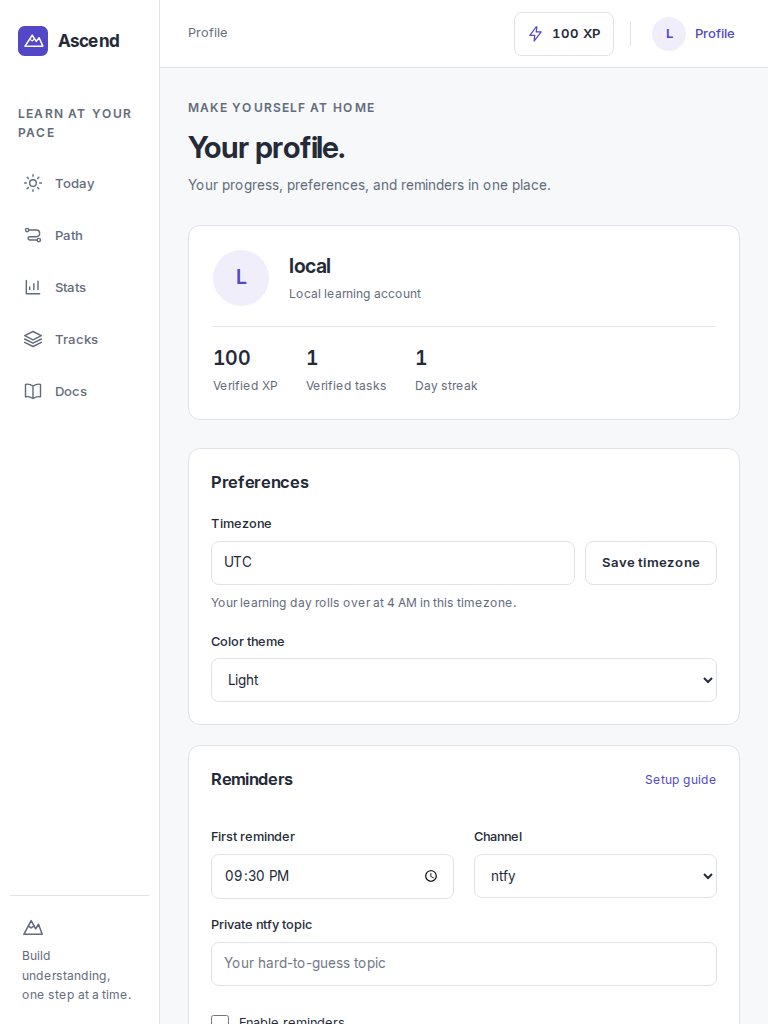 Ascend
Profile
100 XP
L
Profile
LEARN AT YOUR
PACE
Today
Path
Stats
Tracks
Docs
Build
understanding,
one step at a time.
MAKE YOURSELF AT HOME
Your profile.
Your progress, preferences, and reminders in one place.
L
local
Local learning account
100
Verified XP
1
Verified tasks
1
Day streak
Preferences
Timezone
UTC
Save timezone
Your learning day rolls over at 4 AM in this timezone.
Color theme
Light
Reminders
Setup guide
First reminder
Channel
09:30 PM
ntfy
Private ntfy topic
Your hard-to-guess topic
Enable reminders